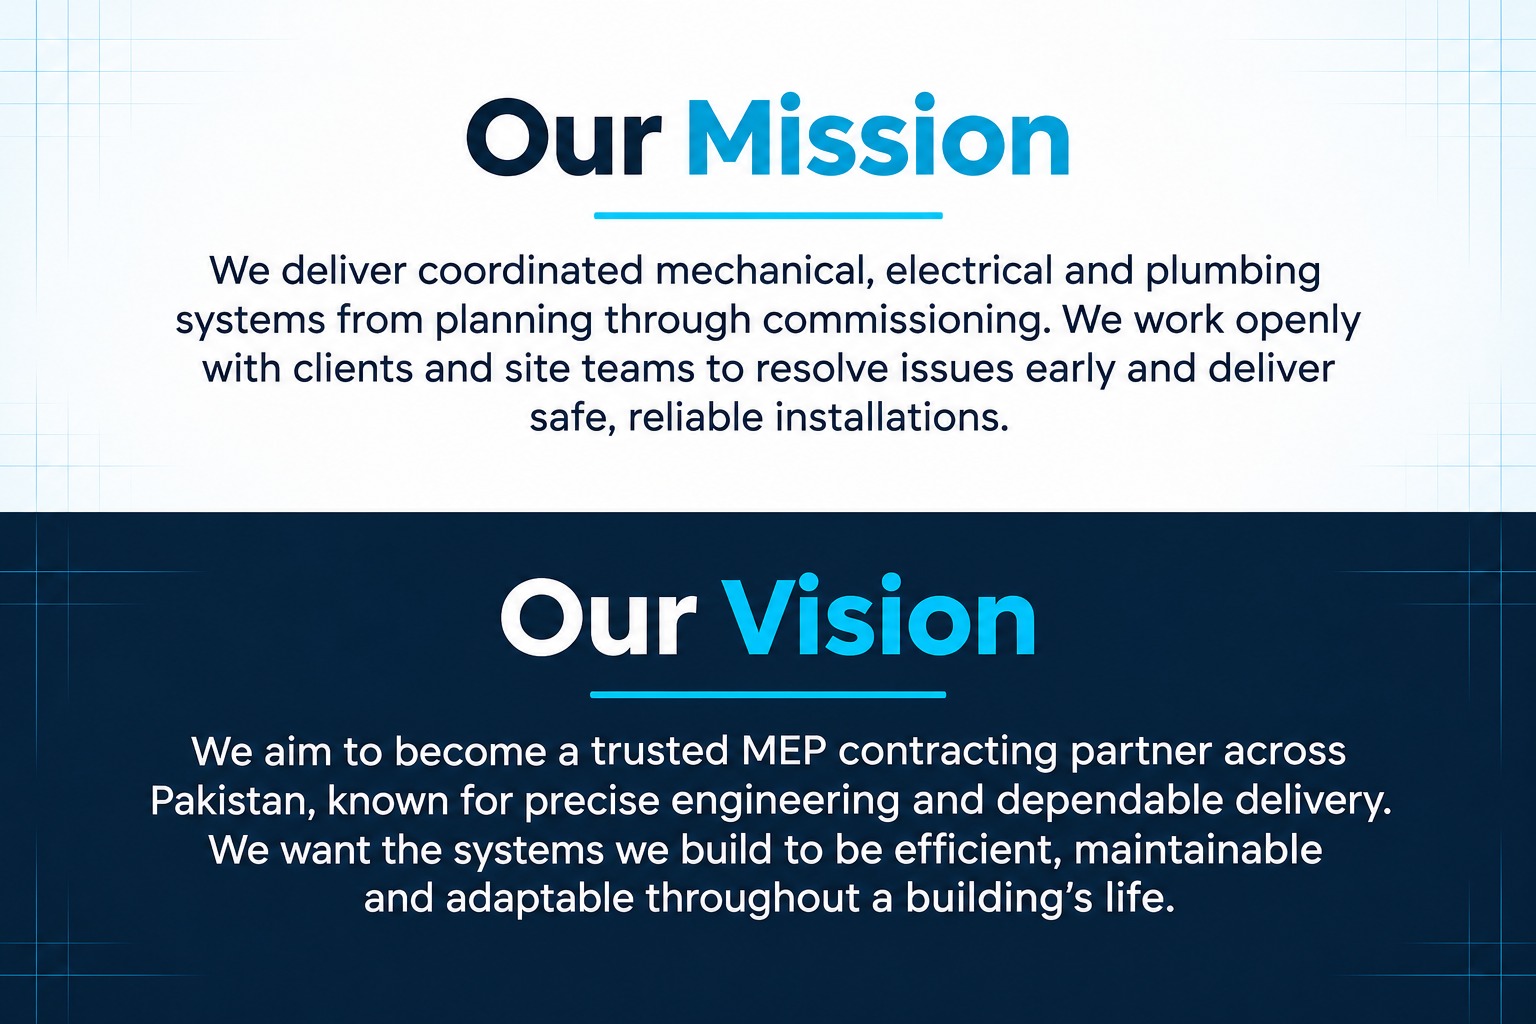 Our Mission
We deliver coordinated mechanical, electrical and plumbing
systems from planning through commissioning. We work openly
with clients and site teams to resolve issues early and deliver
safe, reliable installations.
Our Vision
We aim to become a trusted MEP contracting partner across
Pakistan, known for precise engineering and dependable delivery.
We want the systems we build to be efficient, maintainable
and adaptable throughout a building’s life.